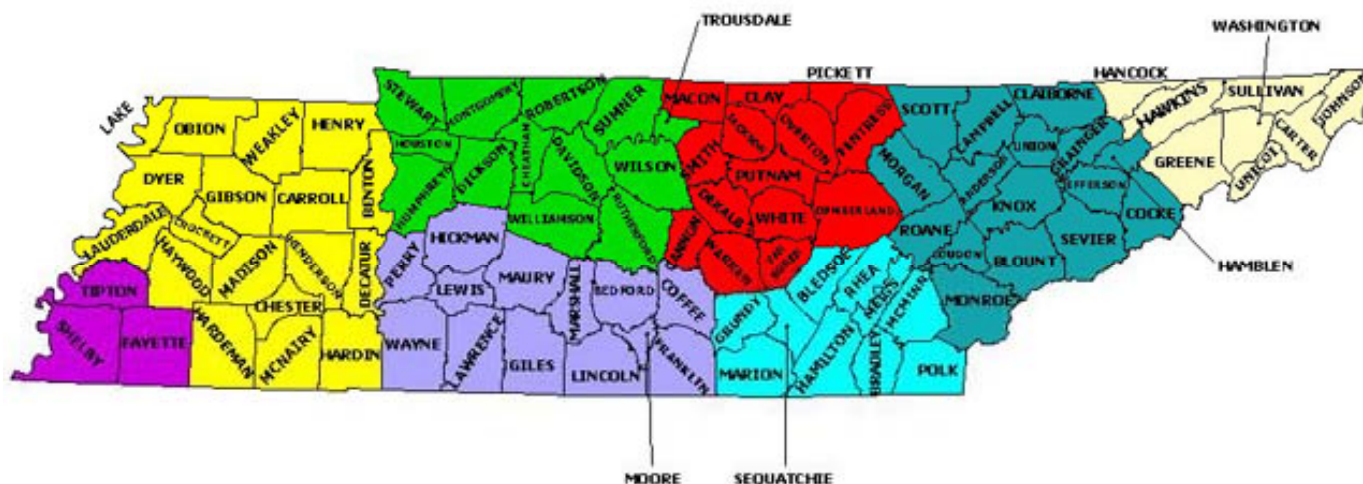 TROUSDALE
WASHINGTON
PICKETT
HANCOCK
LAKE
OBION
WEAKLEY
HENRY
STEWART
MONTGOMERY
ROBERTSON
SUMNER
MACON
CLAY
SCOTT
CAMPBELL
CLAIBORNE
HAWKINS
SULLIVAN
JOHNSON
HOUSTON
CHEATHAM
JACKSON
OVERTON
FENTRESS
UNION
GRAINGER
CARTER
DYER
GIBSON
CARROLL
BENTON
HUMPHREYS
DICKSON
DAVIDSON
WILSON
SMITH
PUTNAM
MORGAN
ANDERSON
JEFFERSON
GREENE
UNICOI
LAUDERDALE
CROCKETT
HAYWOOD
MADISON
HENDERSON
DECATUR
PERRY
HICKMAN
WILLIAMSON
RUTHERFORD
CANNON
DEKALB
WHITE
CUMBERLAND
ROANE
KNOX
SEVIER
COCKE
TIPTON
CHESTER
LEWIS
MAURY
MARSHALL
BEDFORD
COFFE
WARREN
BLEDSOE
RHEA
MEIGS
MCMINN
LOUDON
BLOUNT
HAMBLEN
SHELBY
FAYETTE
HARDEMAN
MCNAIRY
HARDIN
WAYNE
LAWRENCE
GILES
LINCOLN
FRANKLIN
GRUNDY
MARION
HAMILTON
BRADLEY
POLK
MONROE
MOORE
SEQUATCHIE